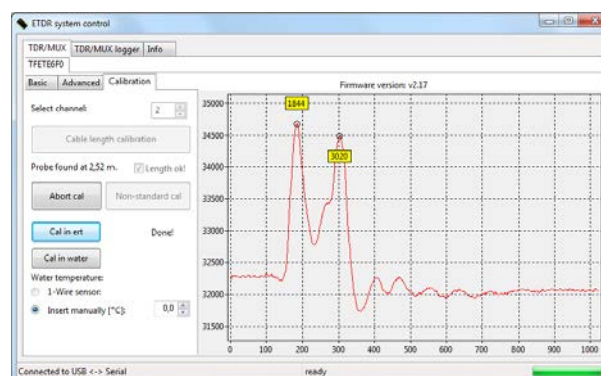 ETDR system control
TDR/MUX TDR/MUX logger Info
TFETE6F0
Basic Advanced Calibration
Firmware version: v2.17
Select channel: 2
Cable length calibration
Probe found at 2,52 m. Length ok!
Abort cal Non-standard cal
Cal in ert Done!
Cal in water
Water temperature:
1-Wire sensor:
Insert manually [°C]: 0,0
35000
34500
34000
33500
33000
32500
32000
31500
1844
3020
0 100 200 300 400 500 600 700 800 900 1000
Connected to USB <-> Serial ready